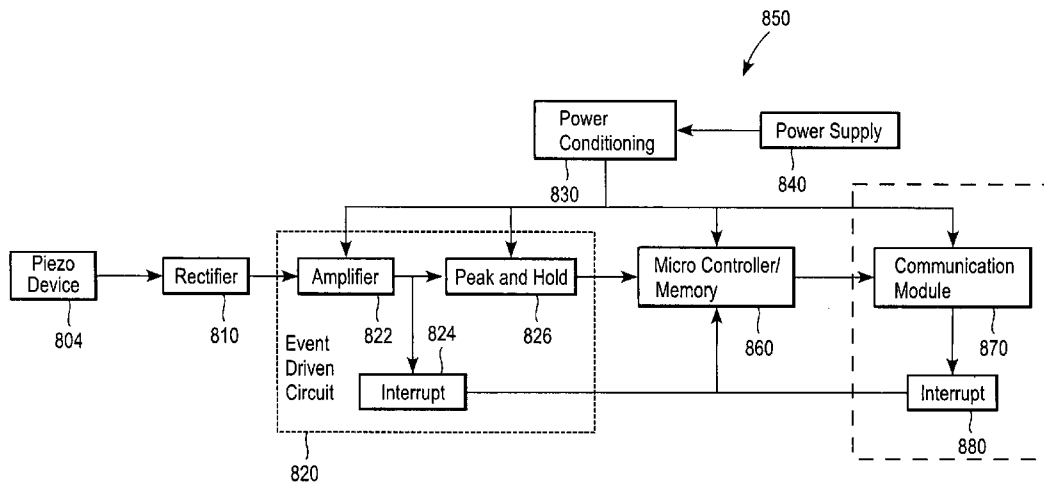 850
Power
Conditioning
830
Power Supply
840
Piezo
Device
804
Rectifier
810
Amplifier
822
Peak and Hold
826
Micro Controller/
Memory
860
Communication
Module
870
Event
Driven
Circuit
824
Interrupt
Interrupt
880
820